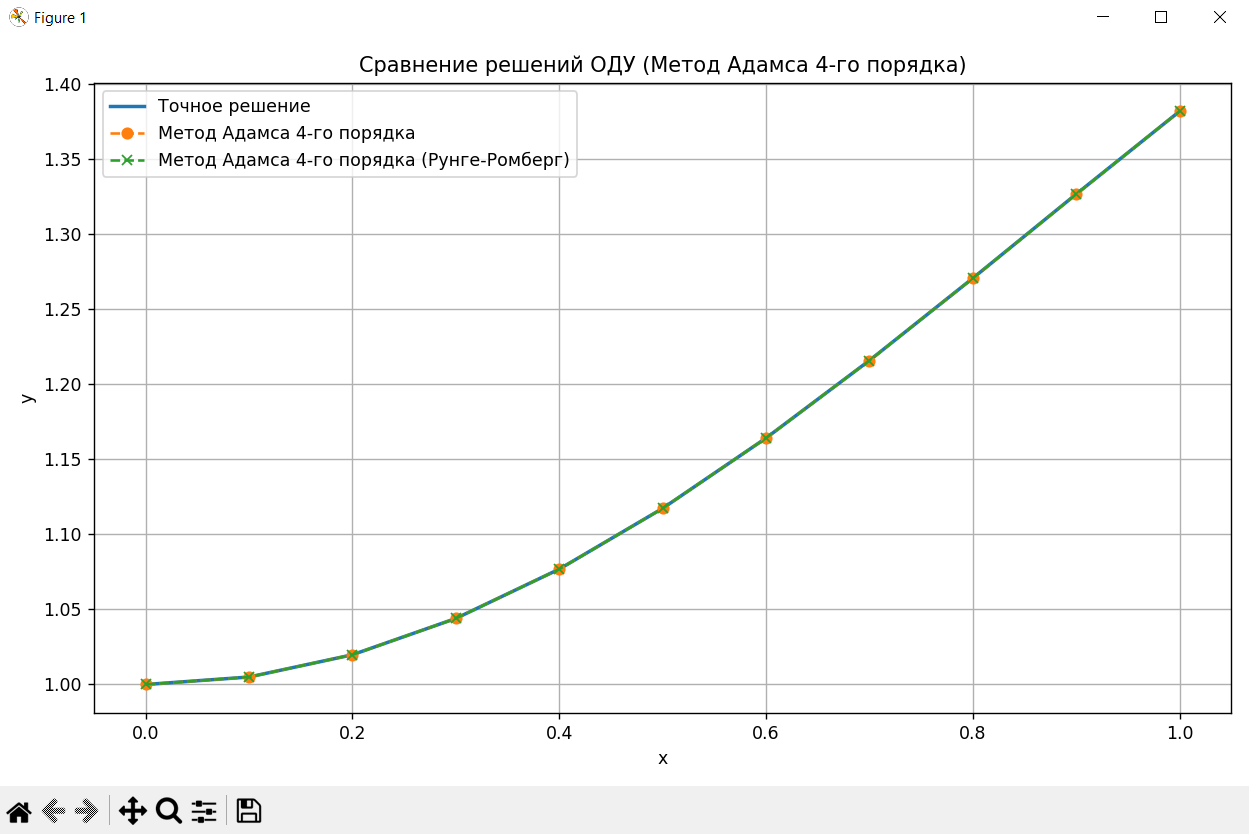 Figure 1
Сравнение решений ОДУ (Метод Адамса 4-го порядка)
Точное решение
Метод Адамса 4-го порядка
Метод Адамса 4-го порядка (Рунге-Ромберг)
1.40
1.35
1.30
1.25
1.20
1.15
1.10
1.05
1.00
y
0.0 0.2 0.4 0.6 0.8 1.0
x